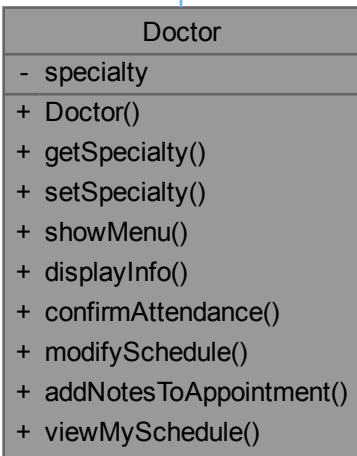 Doctor
- specialty
+ Doctor()
+ getSpecialty()
+ setSpecialty()
+ showMenu()
+ displayInfo()
+ confirmAttendance()
+ modifySchedule()
+ addNotesToAppointment()
+ viewMySchedule()